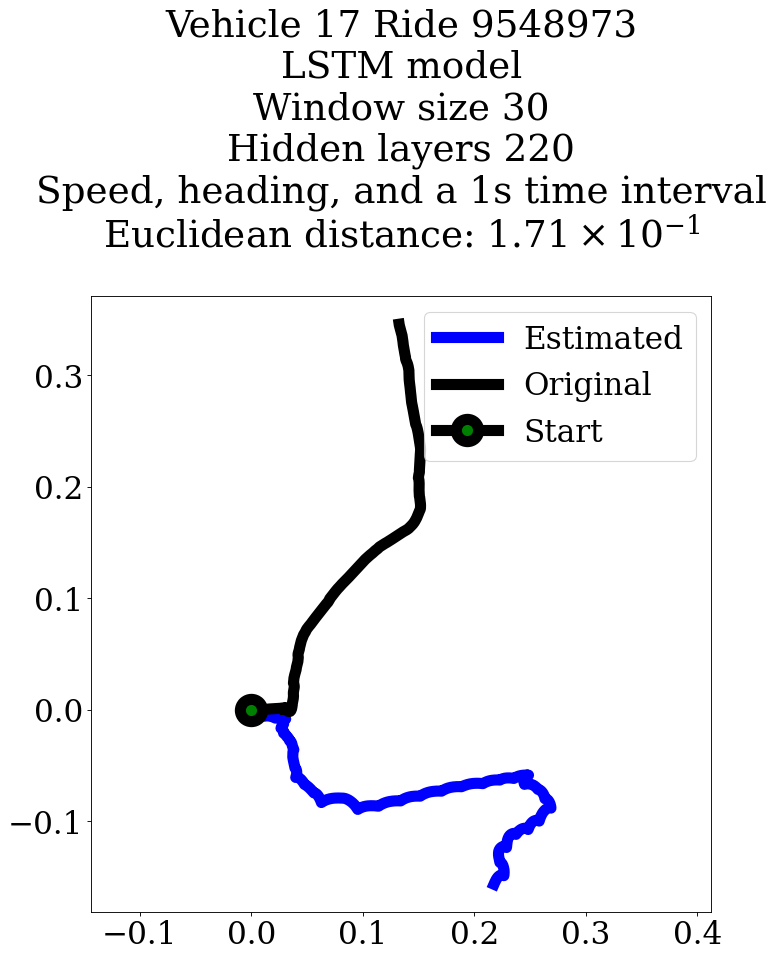 Vehicle 17 Ride 9548973
LSTM model
Window size 30
Hidden layers 220
Speed, heading, and a 1s time interval
Euclidean distance: 1.71 × 10⁻¹
Estimated
Original
Start
0.3
0.2
0.1
0.0
−0.1
−0.1 0.0 0.1 0.2 0.3 0.4